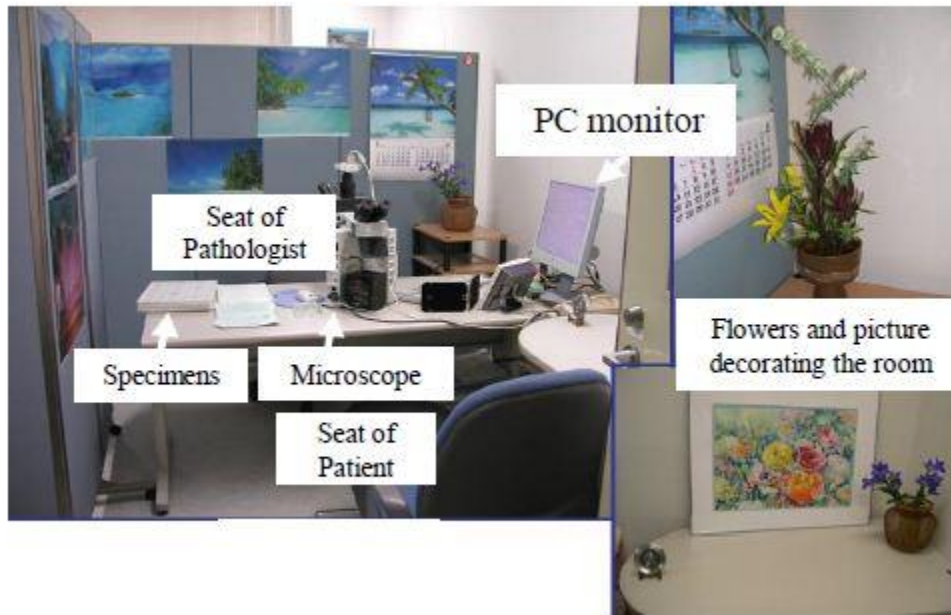 PC monitor
Seat of
Pathologist
Specimens
Microscope
Seat of
Patient
Flowers and picture
decorating the room